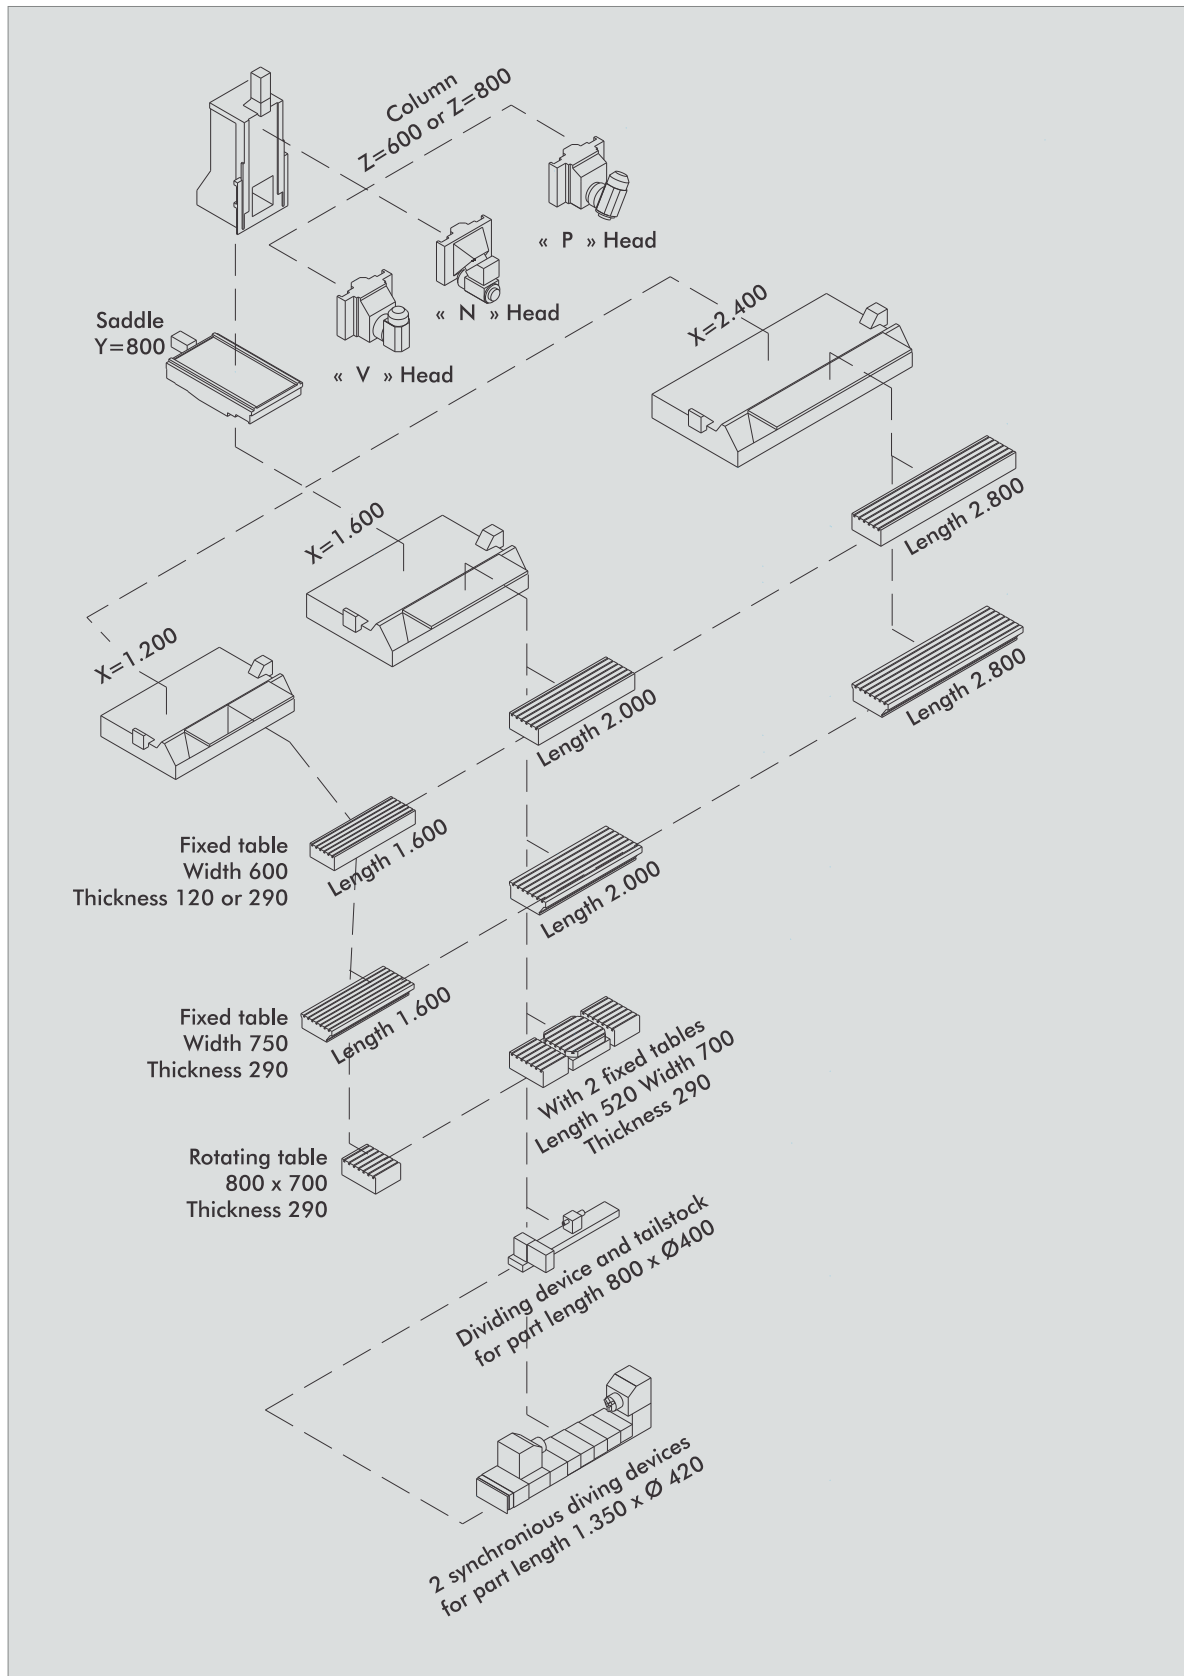 Column
Z=600 or Z=800
« P » Head
« N » Head
« V » Head
Saddle
Y=800
X=2.400
Length 2.800
X=1.600
Length 2.800
X=1.200
Length 2.000
Fixed table
Width 600
Thickness 120 or 290
Length 1.600
Length 2.000
Fixed table
Width 750
Thickness 290
Length 1.600
With 2 fixed tables
Length 520 Width 700
Thickness 290
Rotating table
800 x 700
Thickness 290
Dividing device and tailstock
for part length 800 x Ø400
2 synchronious diving devices
for part length 1.350 x Ø 420